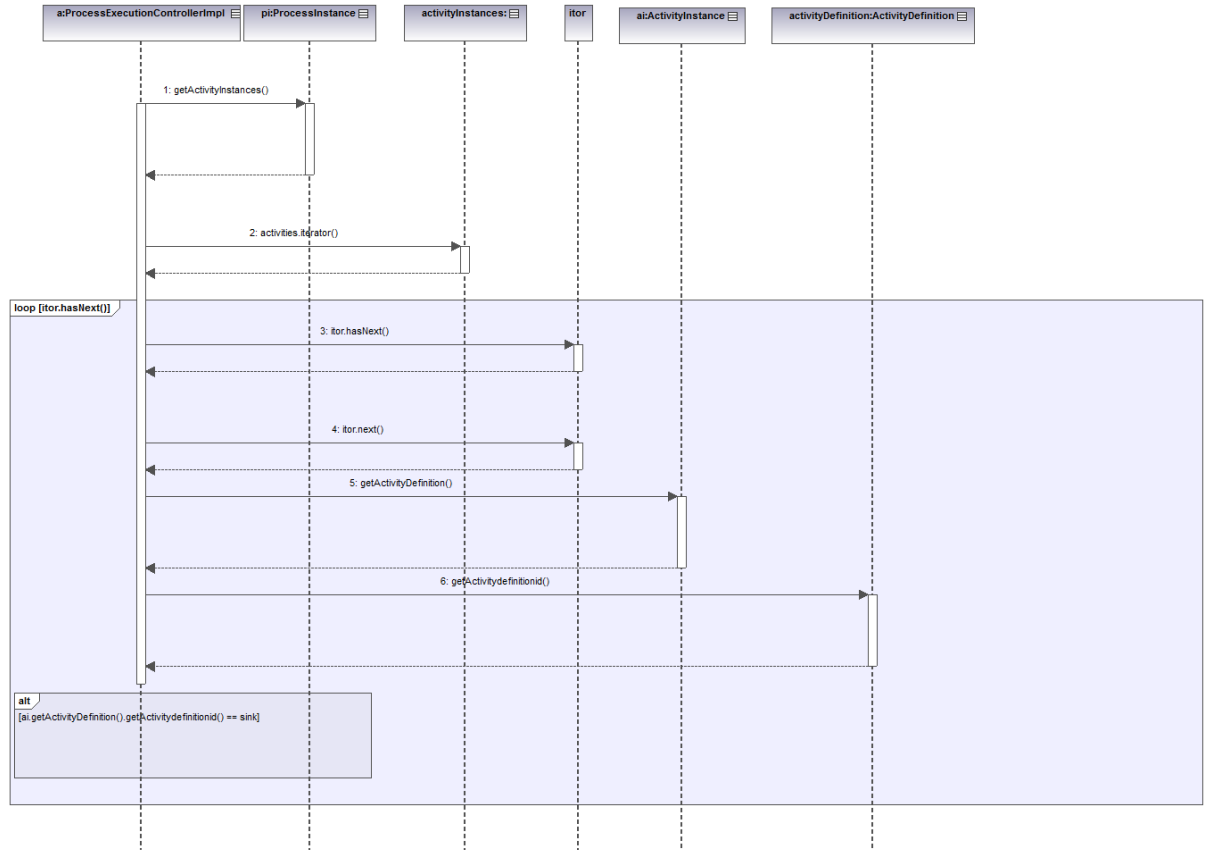 a:ProcessExecutionControllerImpl
pi:ProcessInstance
activityInstances:
itor
ai:ActivityInstance
activityDefinition:ActivityDefinition
1: getActivityInstances()
2: activities.iterator()
loop [itor.hasNext()]
3: itor.hasNext()
4: itor.next()
5: getActivityDefinition()
6: getActivitydefinitionid()
alt
[ai.getActivityDefinition().getActivitydefinitionid() == sink]